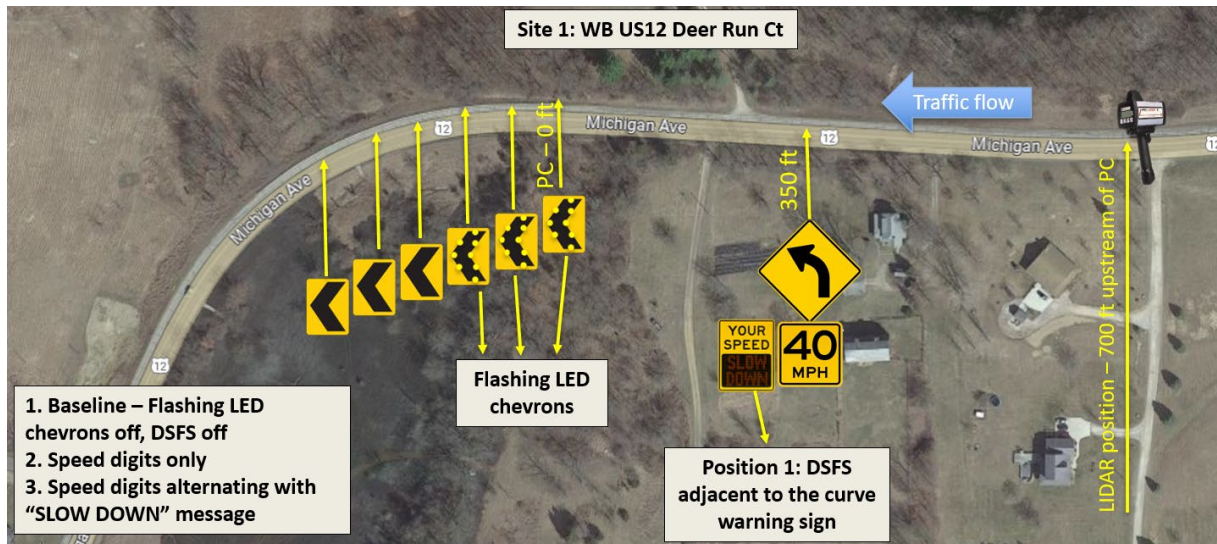 Site 1: WB US12 Deer Run Ct
Traffic flow
PC – 0 ft
12
Michigan Ave
12
Michigan Ave
12
350 ft
LIDAR position – 700 ft upstream of PC
Michigan Ave
YOUR
SPEED
SLOW
DOWN
40
MPH
12
Flashing LED
chevrons
1. Baseline – Flashing LED
chevrons off, DSFS off
2. Speed digits only
3. Speed digits alternating with
“SLOW DOWN” message
Position 1: DSFS
adjacent to the curve
warning sign